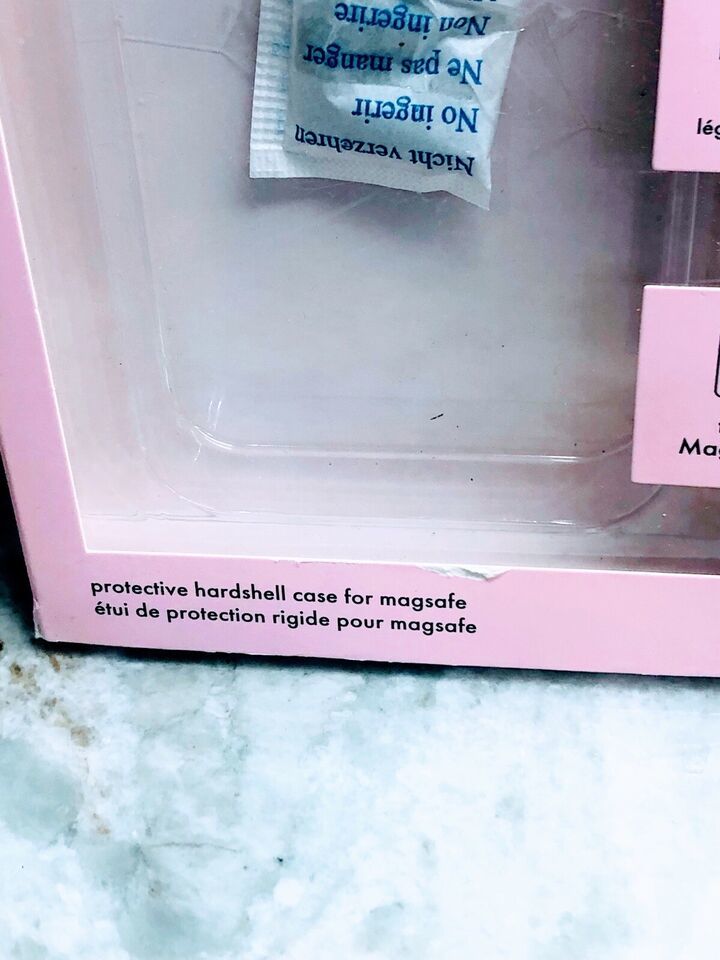 Nicht verzehren
No ingerir
Ne pas manger
Non ingerire
lég
Mag
protective hardshell case for magsafe
étui de protection rigide pour magsafe